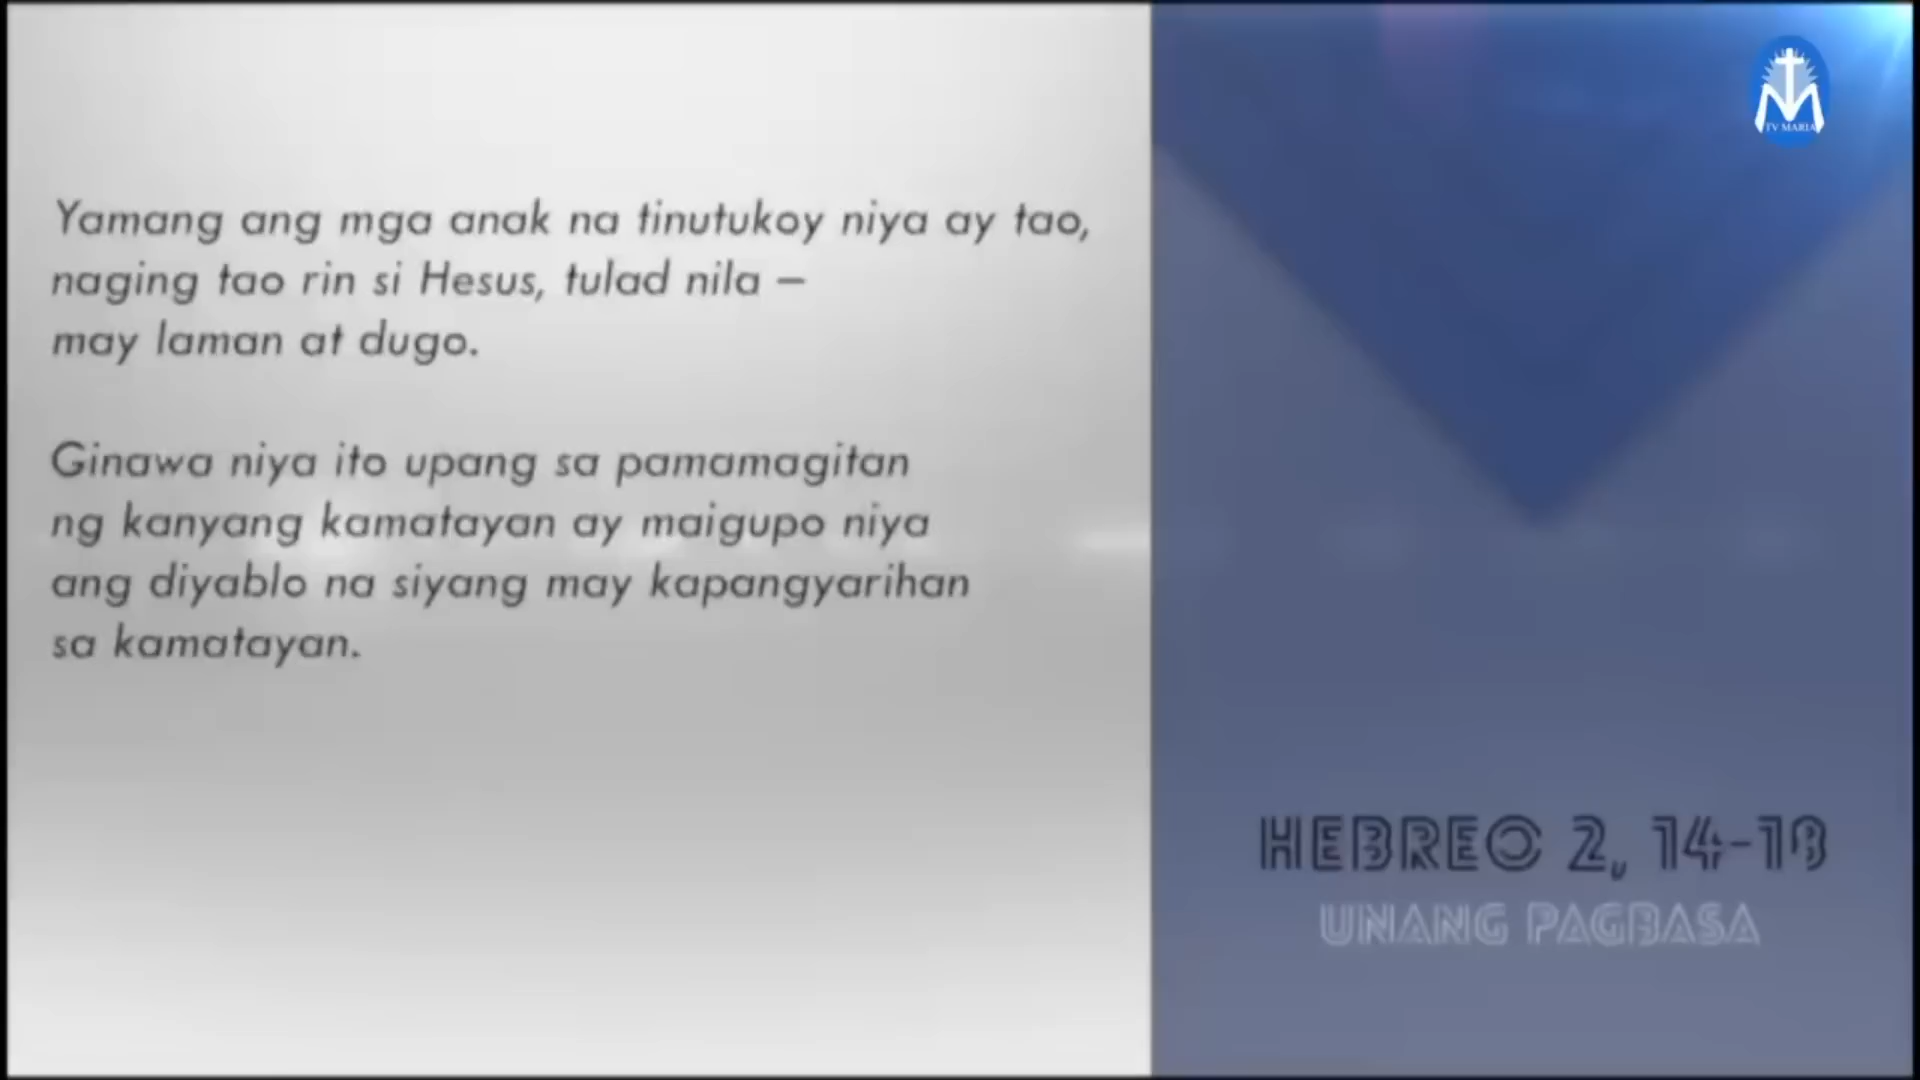 Yamang ang mga anak na tinutukoy niya ay tao,
naging tao rin si Hesus, tulad nila –
may laman at dugo.
Ginawa niya ito upang sa pamamagitan
ng kanyang kamatayan ay maigupo niya
ang diyablo na siyang may kapangyarihan
sa kamatayan.
TV MARIA
HEBREO 2, 14-18
UNANG PAGBASA